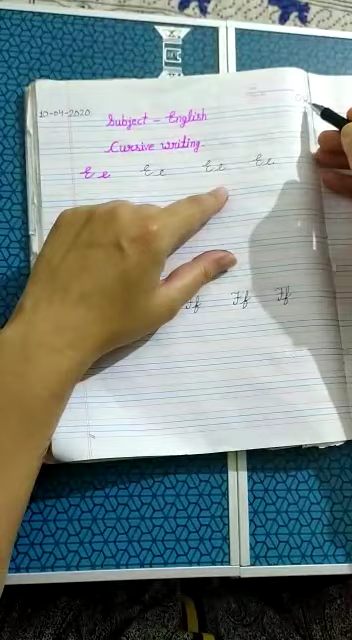 10-04-2020
Subject - English
Cursive writing
Ee Ee Ee Ee
Ff Ff Ff